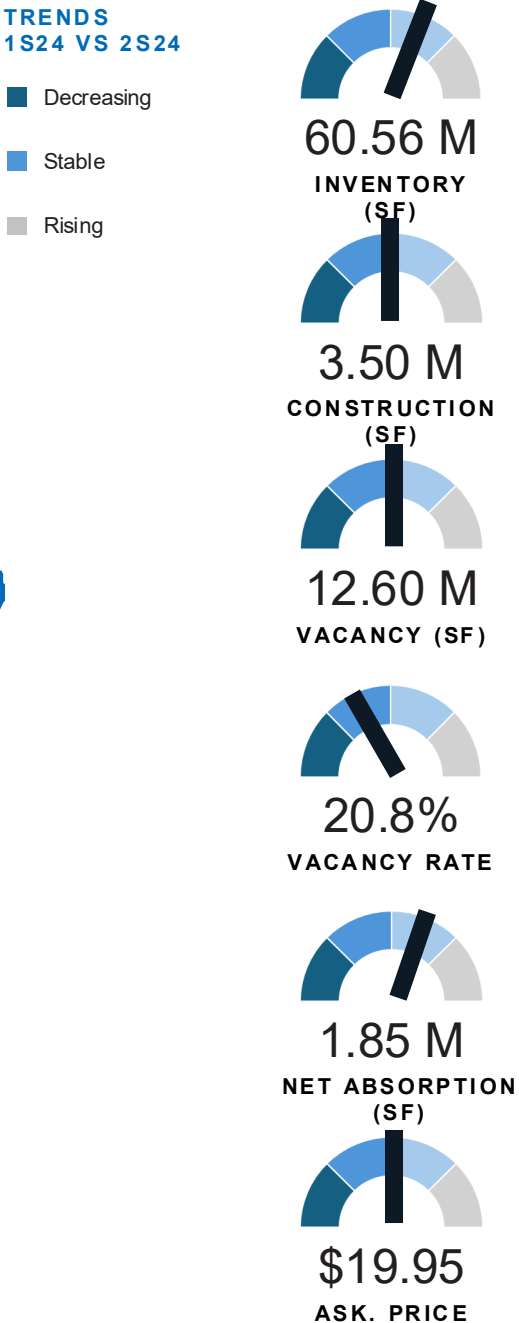 TRENDS
1S24 VS 2S24
Decreasing
Stable
Rising
60.56 M
INVENTORY
(SF)
3.50 M
CONSTRUCTION
(SF)
12.60 M
VACANCY (SF)
20.8%
VACANCY RATE
1.85 M
NET ABSORPTION
(SF)
$19.95
ASK. PRICE